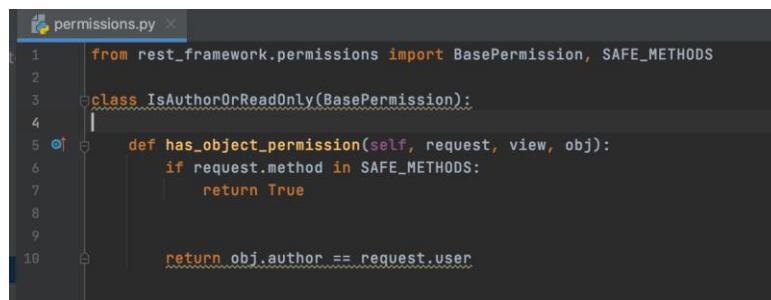 permissions.py
1 from rest_framework.permissions import BasePermission, SAFE_METHODS
2
3 class IsAuthorOrReadOnly(BasePermission):
4
5 def has_object_permission(self, request, view, obj):
6 if request.method in SAFE_METHODS:
7 return True
8
9
10 return obj.author == request.user